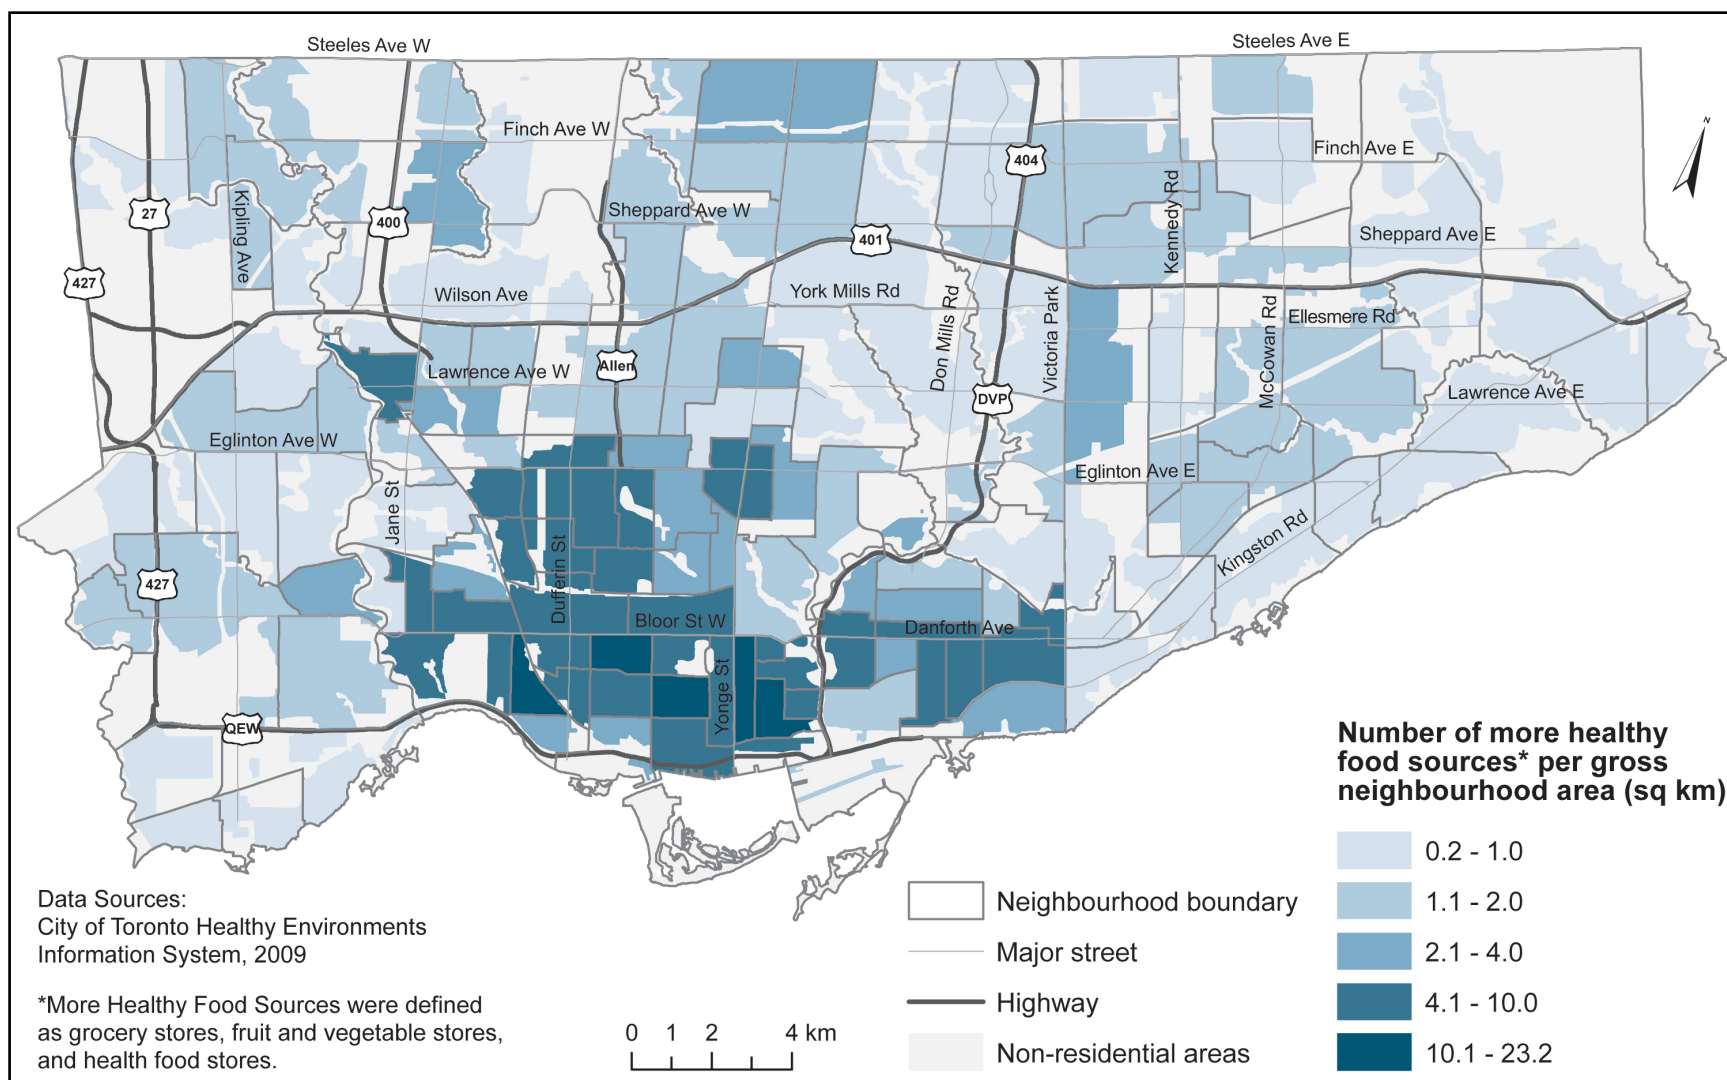 Steeles Ave W
Steeles Ave E
N
Finch Ave W
Finch Ave E
404
27
Kipling Ave
400
Sheppard Ave W
Kennedy Rd
Sheppard Ave E
401
427
Wilson Ave
York Mills Rd
Don Mills Rd
Victoria Park
McCowan Rd
Ellesmere Rd
Lawrence Ave W
Allen
DVP
Lawrence Ave E
Eglinton Ave W
Eglinton Ave E
Jane St
Dufferin St
Kingston Rd
427
Bloor St W
Danforth Ave
Yonge St
QEW
Number of more healthy
food sources* per gross
neighbourhood area (sq km)
0.2 - 1.0
1.1 - 2.0
2.1 - 4.0
4.1 - 10.0
10.1 - 23.2
Neighbourhood boundary
Major street
Highway
Non-residential areas
Data Sources:
City of Toronto Healthy Environments
Information System, 2009
*More Healthy Food Sources were defined
as grocery stores, fruit and vegetable stores,
and health food stores.
0 1 2 4 km